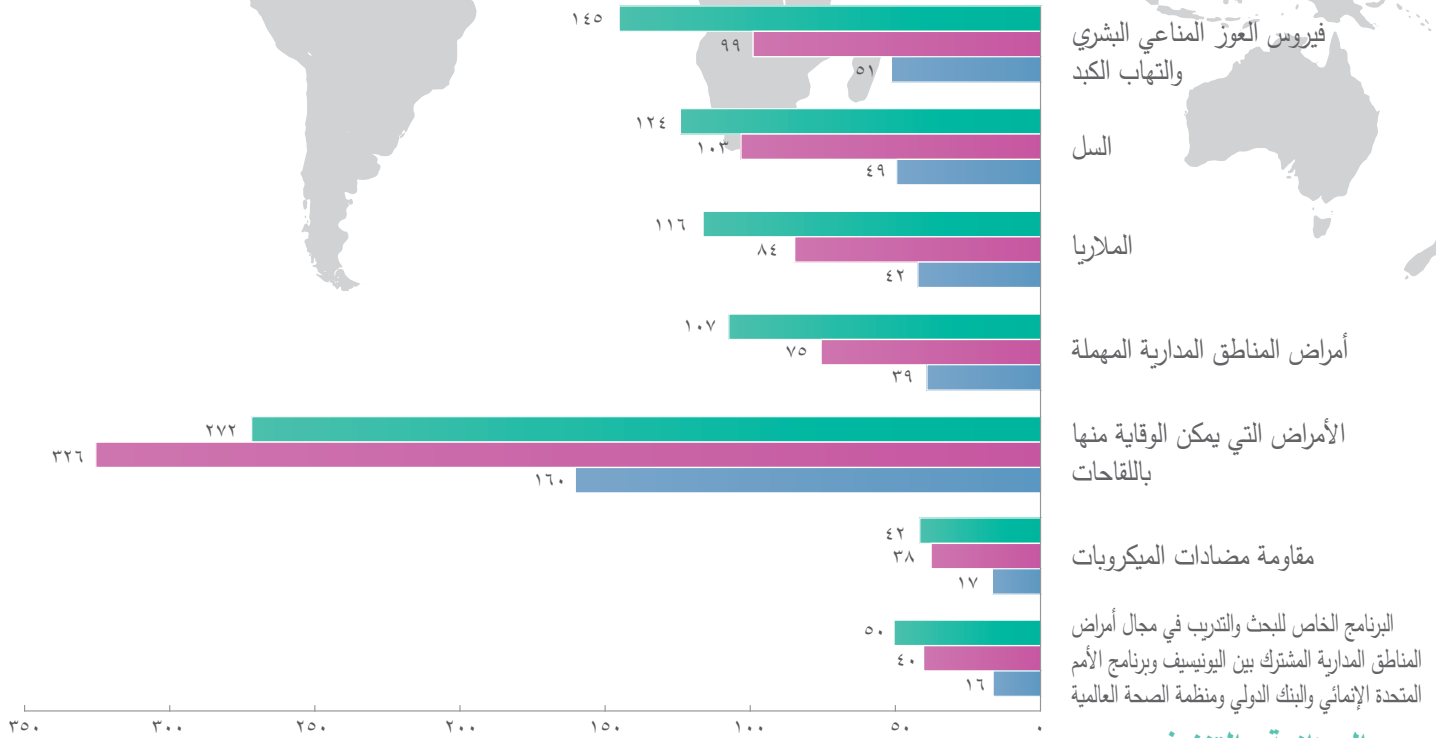 فيروس العوز المناعي البشري
والتهاب الكبد
١٤٥
٩٩
٥١
السل
١٢٤
١٠٣
٤٩
الملاريا
١١٦
٨٤
٤٢
أمراض المناطق المدارية المهملة
١٠٧
٧٥
٣٩
الأمراض التي يمكن الوقاية منها
باللقاحات
٢٧٢
٣٢٦
١٦٠
مقاومة مضادات الميكروبات
٤٢
٣٨
١٧
البرنامج الخاص للبحث والتدريب في مجال أمراض
المناطق المدارية المشترك بين اليونيسيف وبرنامج الأمم
المتحدة الإنمائي والبنك الدولي ومنظمة الصحة العالمية
٥٠
٤٠
١٦
٠ ٥٠ ١٠٠ ١٥٠ ٢٠٠ ٢٥٠ ٣٠٠ ٣٥٠